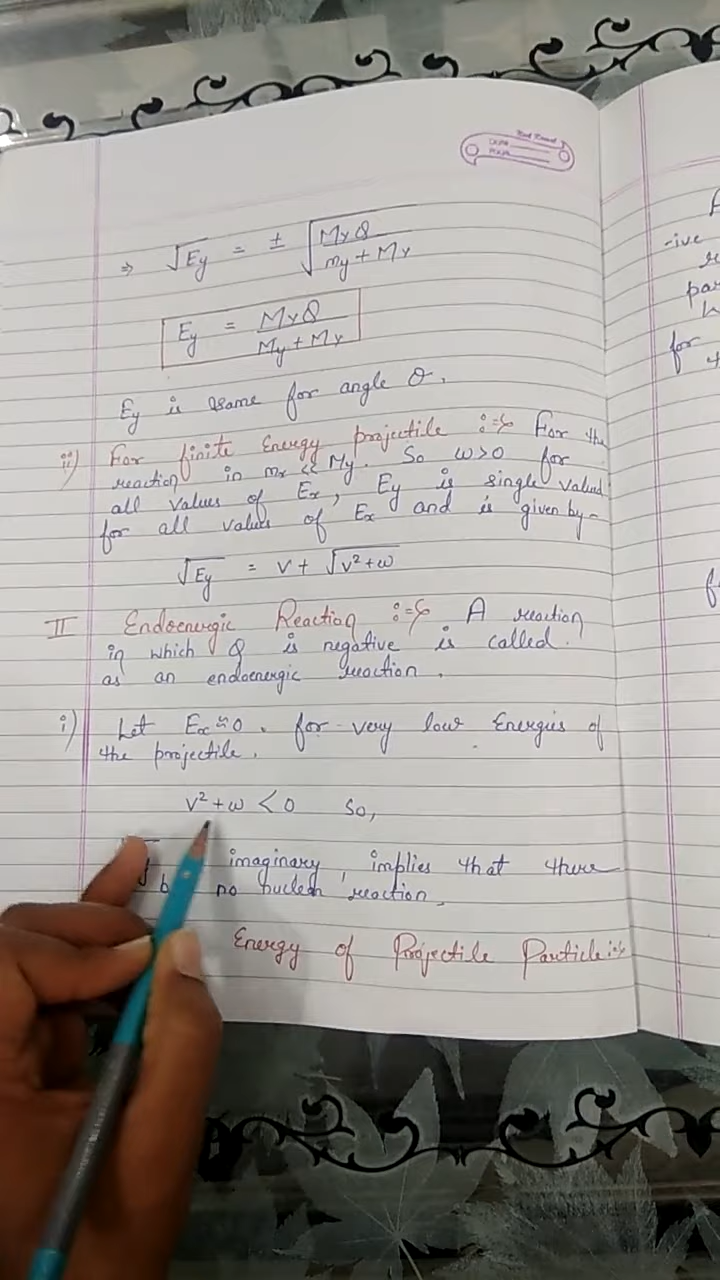 ⇒ √Ey = ± √(MyQ / my + My)
Ey = MyQ / My + My
Ey is same for angle θ.
ii) For finite Energy projectile :- For the
reaction in mx << My. So w>0 for
all values of Ex, Ey is single valued
for all values of Ex and is given by -
√Ey = v + √v²+w
II Endoenergic Reaction :- A reaction
in which Q is negative is called
as an endoenergic reaction.
i) Let Ex ≈ 0. for very low Energies of
the projectile.
v² + w < 0 So,
imaginary, implies that there
no nuclear reaction.
Energy of Projectile Particle :-
-ive
par
for